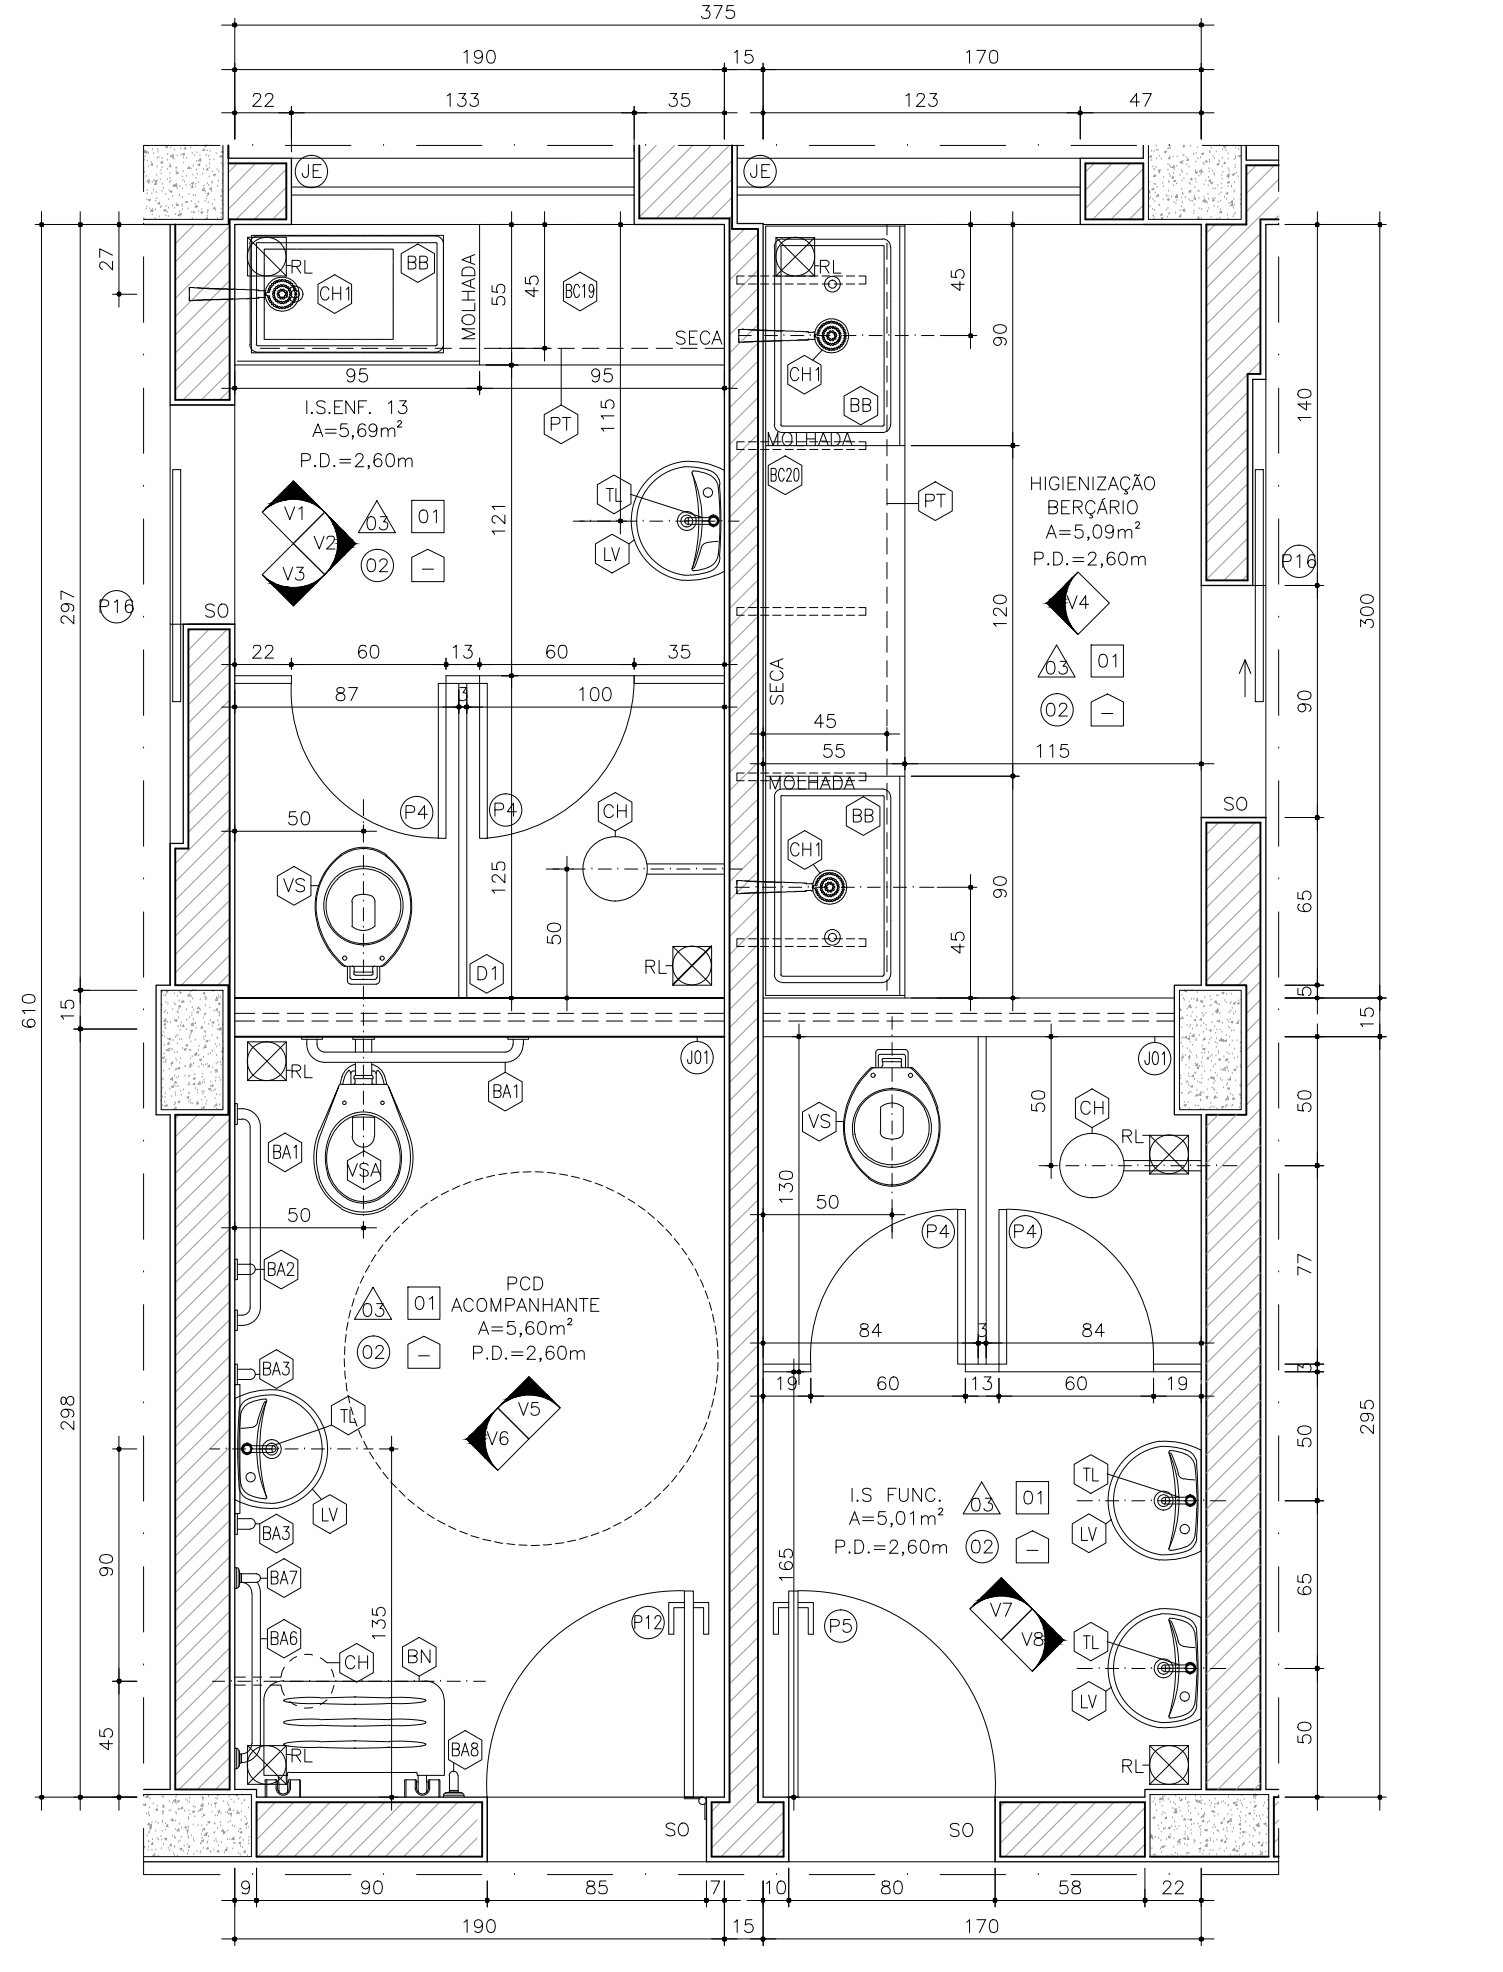 375
190
15
170
22
133
35
123
47
JE
JE
27
RL
BB
CH1
MOLHADA
55
45
BC19
SECA
RL
CH1
BB
MOLHADA
45
90
140
95
95
115
PT
I.S.ENF. 13
A=5,69m²
P.D.=2,60m
BC20
PT
HIGIENIZAÇÃO
BERÇÁRIO
A=5,09m²
P.D.=2,60m
V1
V2
V3
03
01
02
–
121
TL
LV
P16
V4
03
01
02
–
120
300
297
P16
SO
22
60
13
60
35
87
3
100
SECA
45
55
115
90
MOLHADA
SO
50
P4
P4
CH
BB
CH1
VS
125
50
90
45
65
RL
D1
610
15
5
15
RL
BA1
J01
J01
BA1
VSA
VS
50
CH
RL
50
130
50
50
P4
P4
BA2
77
PCD
ACOMPANHANTE
A=5,60m²
P.D.=2,60m
03
01
02
–
84
3
84
3
BA3
19
60
13
60
19
298
TL
V5
V6
295
50
LV
BA3
I.S FUNC.
A=5,01m²
P.D.=2,60m
03
01
02
–
TL
LV
90
BA7
165
65
135
P12
P5
V7
V8
BA6
CH
BN
TL
LV
45
RL
BA8
RL
50
SO
SO
9
90
85
7
10
80
58
22
190
15
170